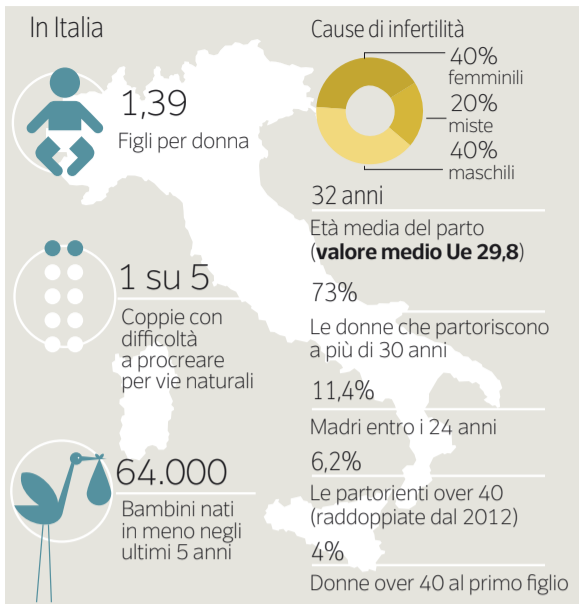 In Italia
1,39
Figli per donna
1 su 5
Coppie con
difficoltà
a procreare
per vie naturali
64.000
Bambini nati
in meno negli
ultimi 5 anni
Cause di infertilità
40%
femminili
20%
miste
40%
maschili
32 anni
Età media del parto
(valore medio Ue 29,8)
73%
Le donne che partoriscono
a più di 30 anni
11,4%
Madri entro i 24 anni
6,2%
Le partorienti over 40
(raddoppiate dal 2012)
4%
Donne over 40 al primo figlio